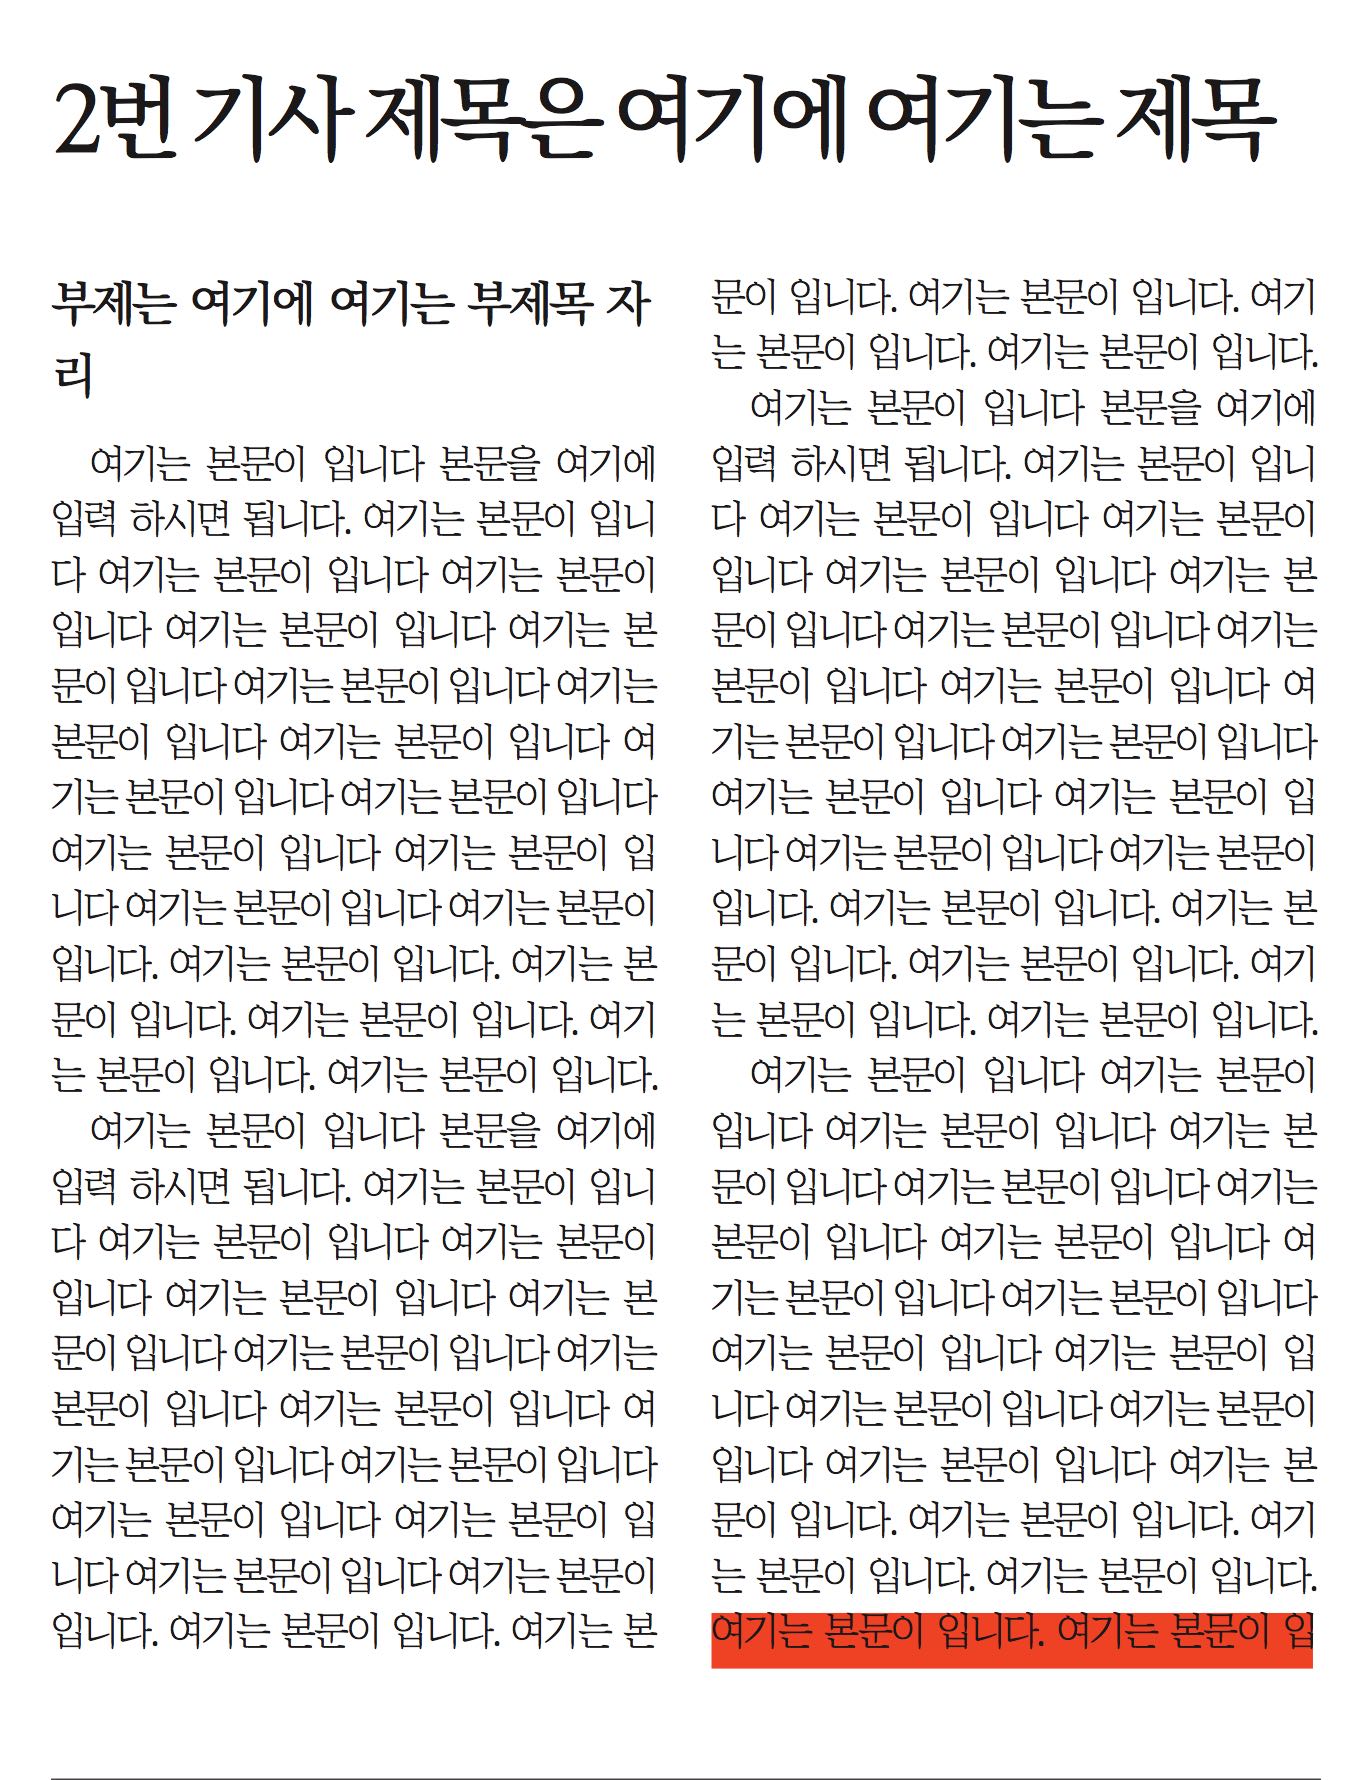 2번 기사 제목은 여기에 여기는 제목
부제는 여기에 여기는 부제목 자
리
여기는 본문이 입니다 본문을 여기에
입력 하시면 됩니다. 여기는 본문이 입니
다 여기는 본문이 입니다 여기는 본문이
입니다 여기는 본문이 입니다 여기는 본
문이 입니다 여기는 본문이 입니다 여기는
본문이 입니다 여기는 본문이 입니다 여
기는 본문이 입니다 여기는 본문이 입니다
여기는 본문이 입니다 여기는 본문이 입
니다 여기는 본문이 입니다 여기는 본문이
입니다. 여기는 본문이 입니다. 여기는 본
문이 입니다. 여기는 본문이 입니다. 여기
는 본문이 입니다. 여기는 본문이 입니다.
여기는 본문이 입니다 본문을 여기에
입력 하시면 됩니다. 여기는 본문이 입니
다 여기는 본문이 입니다 여기는 본문이
입니다 여기는 본문이 입니다 여기는 본
문이 입니다 여기는 본문이 입니다 여기는
본문이 입니다 여기는 본문이 입니다 여
기는 본문이 입니다 여기는 본문이 입니다
여기는 본문이 입니다 여기는 본문이 입
니다 여기는 본문이 입니다 여기는 본문이
입니다. 여기는 본문이 입니다. 여기는 본
문이 입니다. 여기는 본문이 입니다. 여기
는 본문이 입니다. 여기는 본문이 입니다.
여기는 본문이 입니다 본문을 여기에
입력 하시면 됩니다. 여기는 본문이 입니
다 여기는 본문이 입니다 여기는 본문이
입니다 여기는 본문이 입니다 여기는 본
문이 입니다 여기는 본문이 입니다 여기는
본문이 입니다 여기는 본문이 입니다 여
기는 본문이 입니다 여기는 본문이 입니다
여기는 본문이 입니다 여기는 본문이 입
니다 여기는 본문이 입니다 여기는 본문이
입니다. 여기는 본문이 입니다. 여기는 본
문이 입니다. 여기는 본문이 입니다. 여기
는 본문이 입니다. 여기는 본문이 입니다.
여기는 본문이 입니다 여기는 본문이
입니다 여기는 본문이 입니다 여기는 본
문이 입니다 여기는 본문이 입니다 여기는
본문이 입니다 여기는 본문이 입니다 여
기는 본문이 입니다 여기는 본문이 입니다
여기는 본문이 입니다 여기는 본문이 입
니다 여기는 본문이 입니다 여기는 본문이
입니다 여기는 본문이 입니다 여기는 본
문이 입니다. 여기는 본문이 입니다. 여기
는 본문이 입니다. 여기는 본문이 입니다.
여기는 본문이 입니다. 여기는 본문이 입